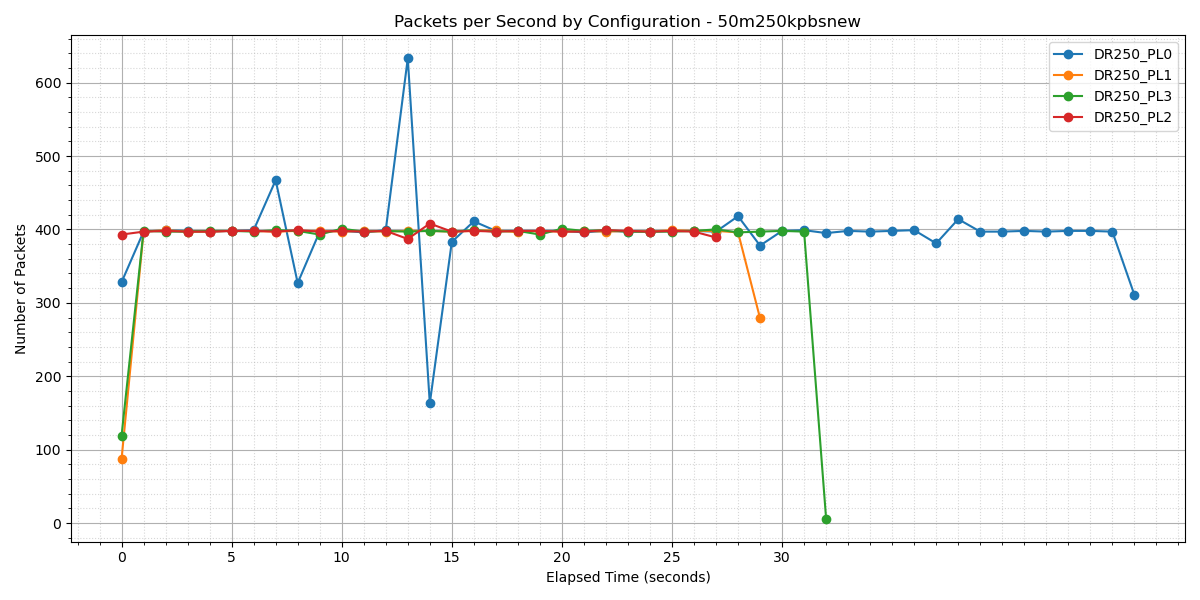 Packets per Second by Configuration - 50m250kpbsnew
DR250_PL0
DR250_PL1
DR250_PL3
DR250_PL2
Number of Packets
600
500
400
300
200
100
0
0 5 10 15 20 25 30
Elapsed Time (seconds)